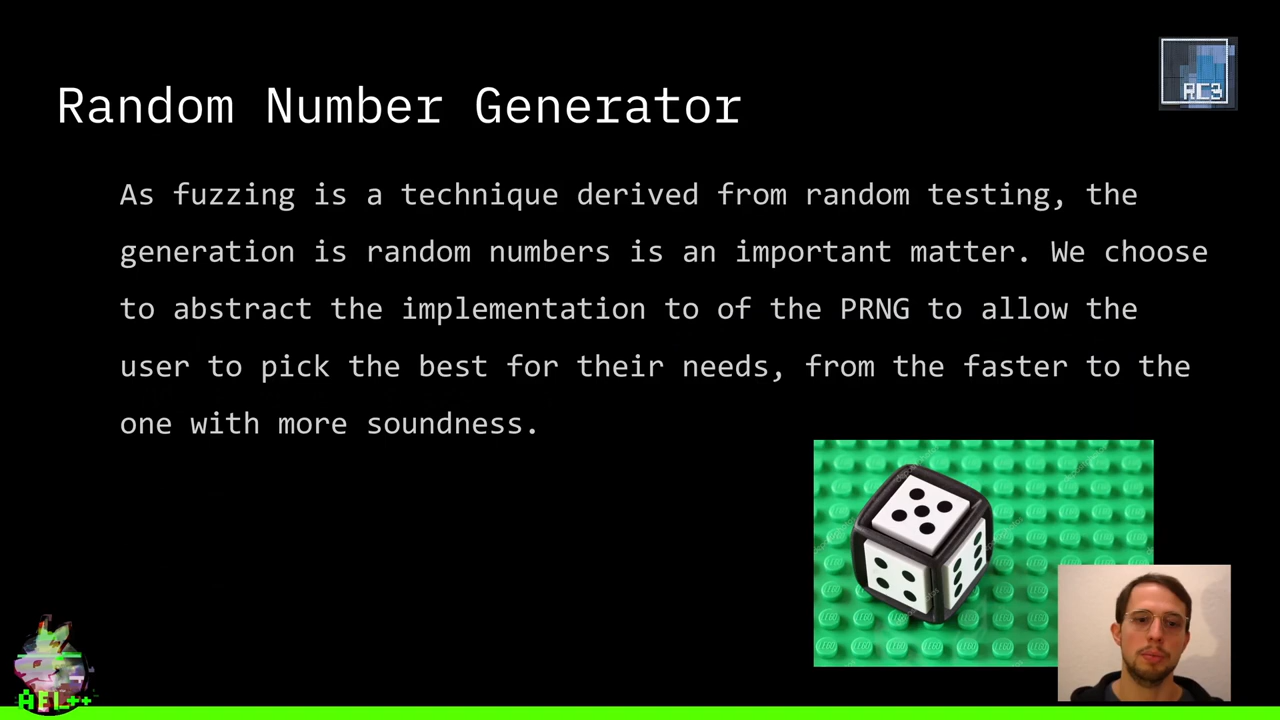 RC3
Random Number Generator
As fuzzing is a technique derived from random testing, the
generation is random numbers is an important matter. We choose
to abstract the implementation to of the PRNG to allow the
user to pick the best for their needs, from the faster to the
one with more soundness.
AFL++